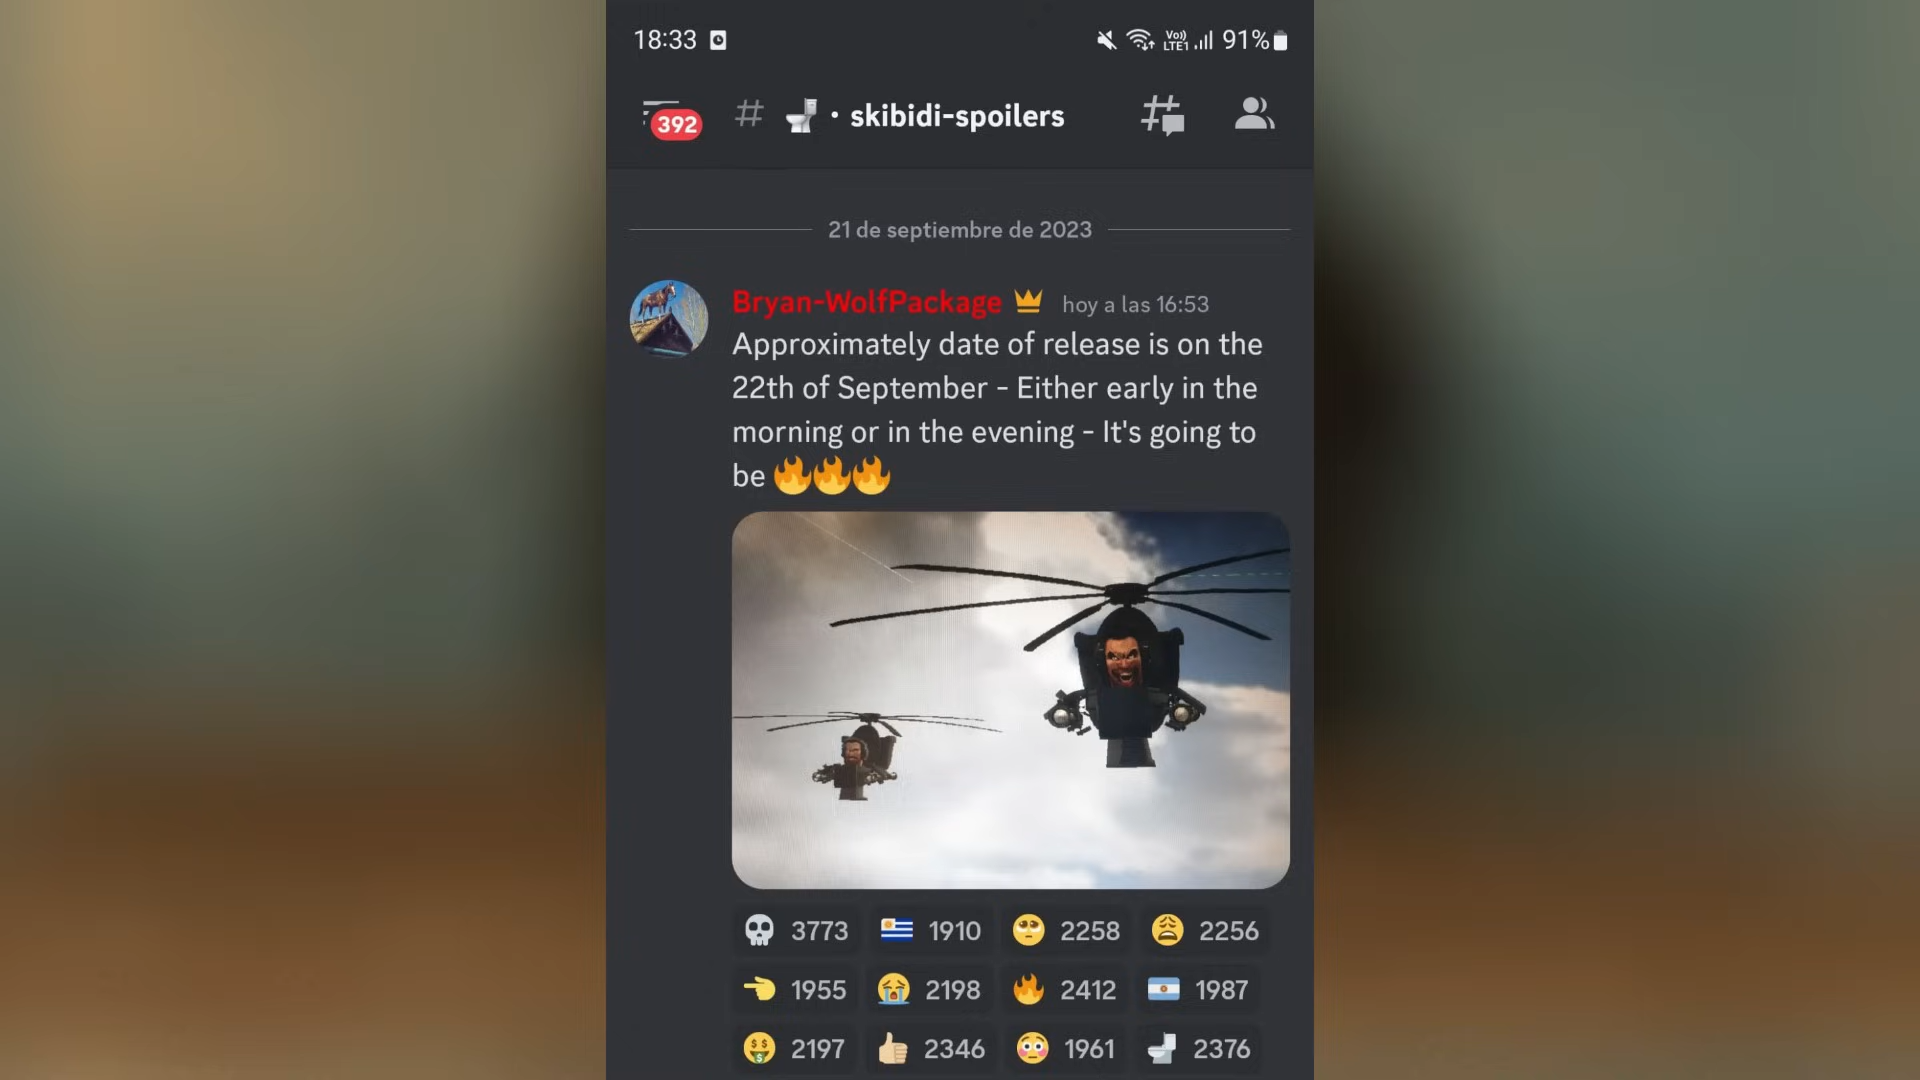 18:33 Vo)) LTE1 91%
392 # • skibidi-spoilers
21 de septiembre de 2023
Bryan-WolfPackage hoy a las 16:53
Approximately date of release is on the
22th of September - Either early in the
morning or in the evening - It's going to
be 🔥🔥🔥
3773 1910 2258 2256
1955 2198 2412 1987
2197 2346 1961 2376